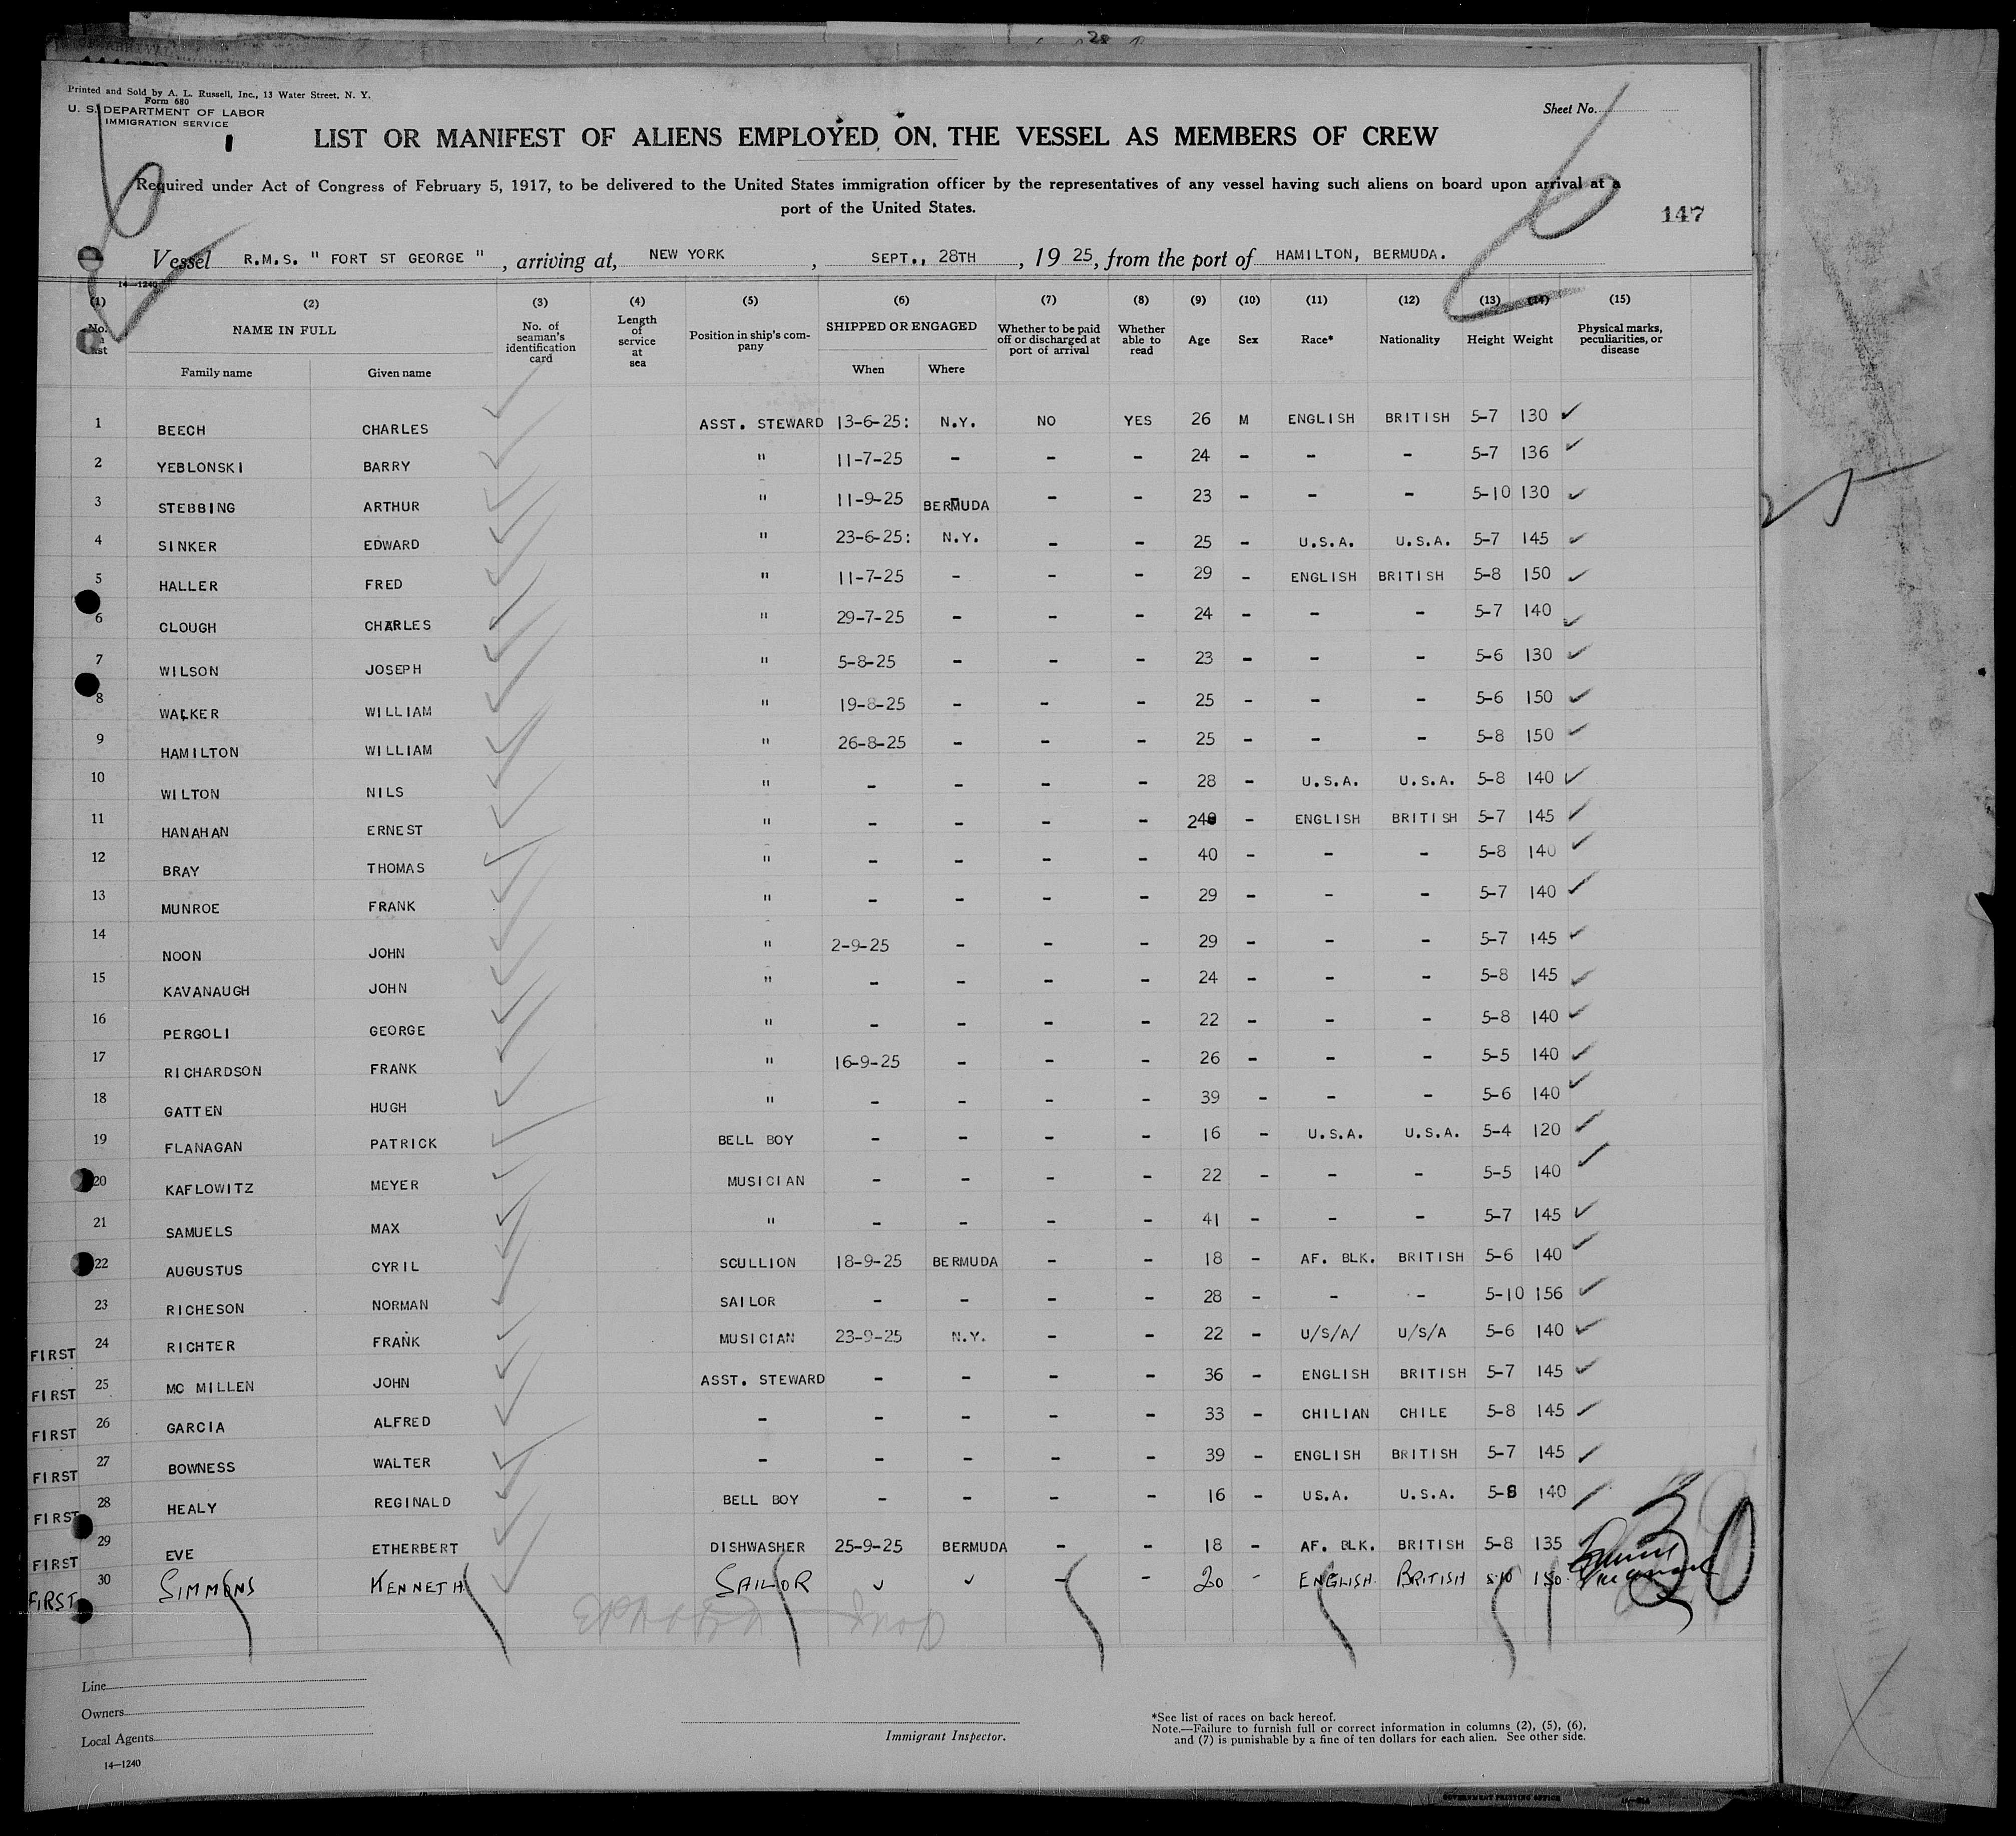 28
Printed and Sold by A. L. Russell, Inc., 13 Water Street, N. Y.
Form 680
U. S. DEPARTMENT OF LABOR
IMMIGRATION SERVICE
Sheet No.
LIST OR MANIFEST OF ALIENS EMPLOYED ON THE VESSEL AS MEMBERS OF CREW
Required under Act of Congress of February 5, 1917, to be delivered to the United States immigration officer by the representatives of any vessel having such aliens on board upon arrival at a
port of the United States.
147
Vessel R.M.S. " FORT ST GEORGE " , arriving at, NEW YORK , SEPT., 28TH , 19 25, from the port of HAMILTON, BERMUDA.
14—1240
(1) (2) (3) (4) (5) (6) (7) (8) (9) (10) (11) (12) (13) (14) (15)
No. NAME IN FULL No. of seaman's identification card Length of service at sea Position in ship's company SHIPPED OR ENGAGED Whether to be paid off or discharged at port of arrival Whether able to read Age Sex Race* Nationality Height Weight Physical marks, peculiarities, or disease
Family name Given name When Where
1 BEECH CHARLES ASST. STEWARD 13-6-25: N.Y. NO YES 26 M ENGLISH BRITISH 5-7 130 ✓
2 YEBLONSKI BARRY " 11-7-25 - - - 24 - - - 5-7 136 ✓
3 STEBBING ARTHUR " 11-9-25 BERMUDA - - 23 - - - 5-10 130 ✓
4 SINKER EDWARD " 23-6-25: N.Y. - - 25 - U.S.A. U.S.A. 5-7 145 ✓
5 HALLER FRED " 11-7-25 - - - 29 - ENGLISH BRITISH 5-8 150 ✓
6 CLOUGH CHARLES " 29-7-25 - - - 24 - - - 5-7 140 ✓
7 WILSON JOSEPH " 5-8-25 - - - 23 - - - 5-6 130 ✓
8 WALKER WILLIAM " 19-8-25 - - - 25 - - - 5-6 150 ✓
9 HAMILTON WILLIAM " 26-8-25 - - - 25 - - - 5-8 150 ✓
10 WILTON NILS " - - - - 28 - U.S.A. U.S.A. 5-8 140 ✓
11 HANAHAN ERNEST " - - - - - ENGLISH BRITISH 5-7 145 ✓
12 BRAY THOMAS " - - - - 40 - - - 5-8 140 ✓
13 MUNROE FRANK " - - - - 29 - - - 5-7 140 ✓
14 NOON JOHN " 2-9-25 - - - 29 - - - 5-7 145 ✓
15 KAVANAUGH JOHN " - - - - 24 - - - 5-8 145 ✓
16 PERGOLI GEORGE " - - - - 22 - - - 5-8 140 ✓
17 RICHARDSON FRANK " 16-9-25 - - - 26 - - - 5-5 140 ✓
18 GATTEN HUGH " - - - - 39 - - - 5-6 140 ✓
19 FLANAGAN PATRICK BELL BOY - - - - 16 - U.S.A. U.S.A. 5-4 120 ✓
20 KAFLOWITZ MEYER MUSICIAN - - - - 22 - - - 5-5 140 ✓
21 SAMUELS MAX " - - - - 41 - - - 5-7 145 ✓
22 AUGUSTUS CYRIL SCULLION 18-9-25 BERMUDA - - 18 - AF. BLK. BRITISH 5-6 140 ✓
23 RICHESON NORMAN SAILOR - - - - 28 - - - 5-10 156 ✓
FIRST 24 RICHTER FRANK MUSICIAN 23-9-25 N.Y. - - 22 - U/S/A/ U/S/A 5-6 140 ✓
FIRST 25 MC MILLEN JOHN ASST. STEWARD - - - - 36 - ENGLISH BRITISH 5-7 145 ✓
FIRST 26 GARCIA ALFRED - - - - - 33 - CHILIAN CHILE 5-8 145 ✓
FIRST 27 BOWNESS WALTER - - - - - 39 - ENGLISH BRITISH 5-7 145 ✓
FIRST 28 HEALY REGINALD BELL BOY - - - - 16 - US.A. U.S.A. 5-8 140 ✓
FIRST 29 EVE ETHERBERT DISHWASHER 25-9-25 BERMUDA - - 18 - AF. BLK. BRITISH 5-8 135
FIRST 30 SIMMONS KENNETH SAILOR ✓ ✓ - - 20 - ENGLISH BRITISH 5-10 150
30
Line
Owners
Local Agents
14—1240
Immigrant Inspector.
*See list of races on back hereof.
Note.—Failure to furnish full or correct information in columns (2), (5), (6),
and (7) is punishable by a fine of ten dollars for each alien. See other side.
GOVERNMENT PRINTING OFFICE